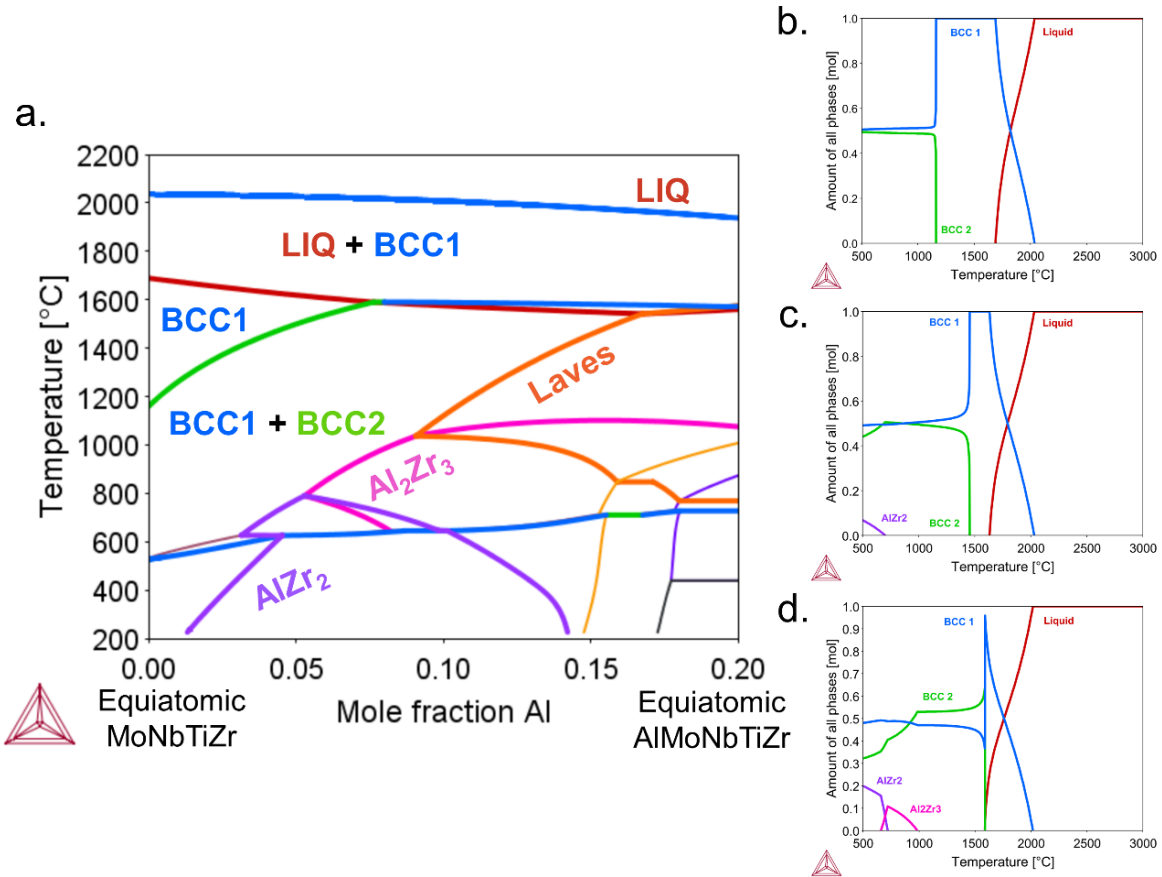 a.
2200
2000
1800
1600
1400
1200
1000
800
600
400
200
Temperature [°C]
LIQ
LIQ + BCC1
BCC1
Laves
BCC1 + BCC2
Al2Zr3
AlZr2
0.00
0.05
0.10
0.15
0.20
Mole fraction Al
Equiatomic
MoNbTiZr
Equiatomic
AlMoNbTiZr
b.
1.0
0.8
0.6
0.4
0.2
0.0
Amount of all phases [mol]
BCC 1
Liquid
BCC 2
500
1000
1500
2000
2500
3000
Temperature [°C]
c.
1.0
0.8
0.6
0.4
0.2
0.0
Amount of all phases [mol]
BCC 1
Liquid
AlZr2
BCC 2
500
1000
1500
2000
2500
3000
Temperature [°C]
d.
1.0
0.9
0.8
0.7
0.6
0.5
0.4
0.3
0.2
0.1
0.0
Amount of all phases [mol]
BCC 1
Liquid
BCC 2
AlZr2
Al2Zr3
500
1000
1500
2000
2500
3000
Temperature [°C]